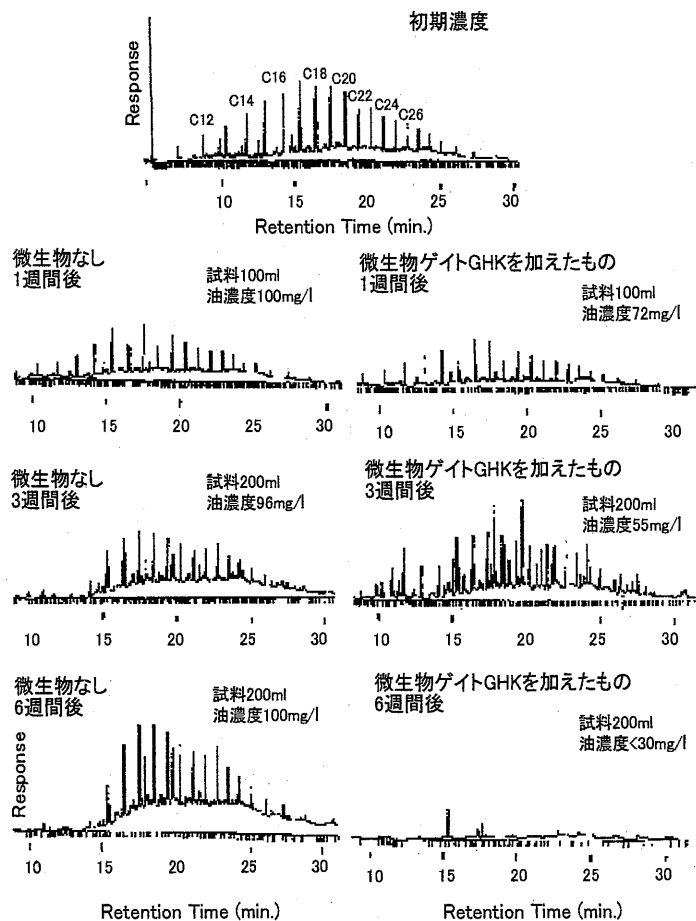 初期濃度
Response
C12
C14
C16
C18
C20
C22
C24
C26
10 15 20 25 30
Retention Time (min.)
微生物なし
1週間後
試料100ml
油濃度100mg/l
10 15 20 25 30
微生物ゲイトGHKを加えたもの
1週間後
試料100ml
油濃度72mg/l
10 15 20 25 30
微生物なし
3週間後
試料200ml
油濃度96mg/l
10 15 20 25 30
微生物ゲイトGHKを加えたもの
3週間後
試料200ml
油濃度55mg/l
10 15 20 25 30
微生物なし
6週間後
試料200ml
油濃度100mg/l
Response
10 15 20 25 30
Retention Time (min.)
微生物ゲイトGHKを加えたもの
6週間後
試料200ml
油濃度<30mg/l
10 15 20 25 30
Retention Time (min.)